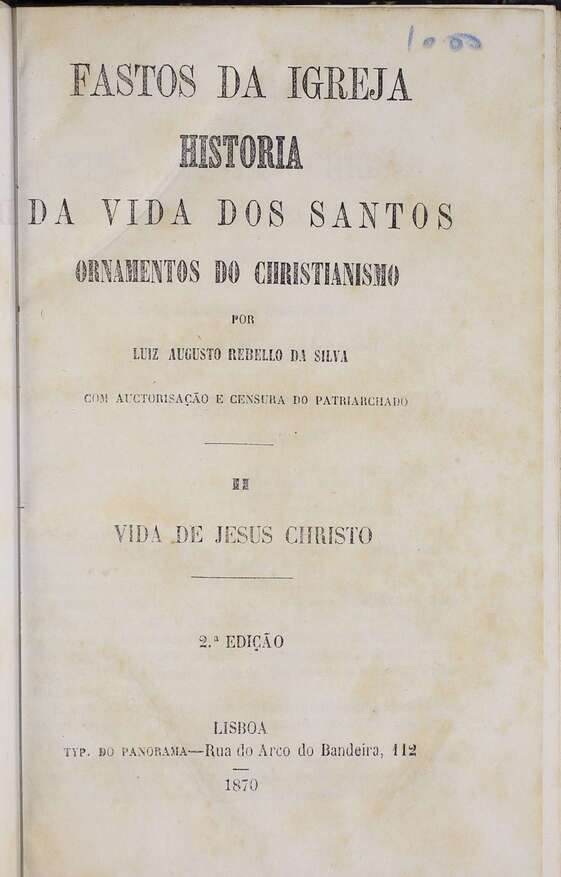 1000
FASTOS DA IGREJA
HISTORIA
DA VIDA DOS SANTOS
ORNAMENTOS DO CHRISTIANISMO
POR
LUIZ AUGUSTO REBELLO DA SILVA
COM AUCTORISAÇÃO E CENSURA DO PATRIARCHADO
II
VIDA DE JESUS CHRISTO
2.ª EDIÇÃO
LISBOA
TYP. DO PANORAMA—Rua do Arco do Bandeira, 112
1870